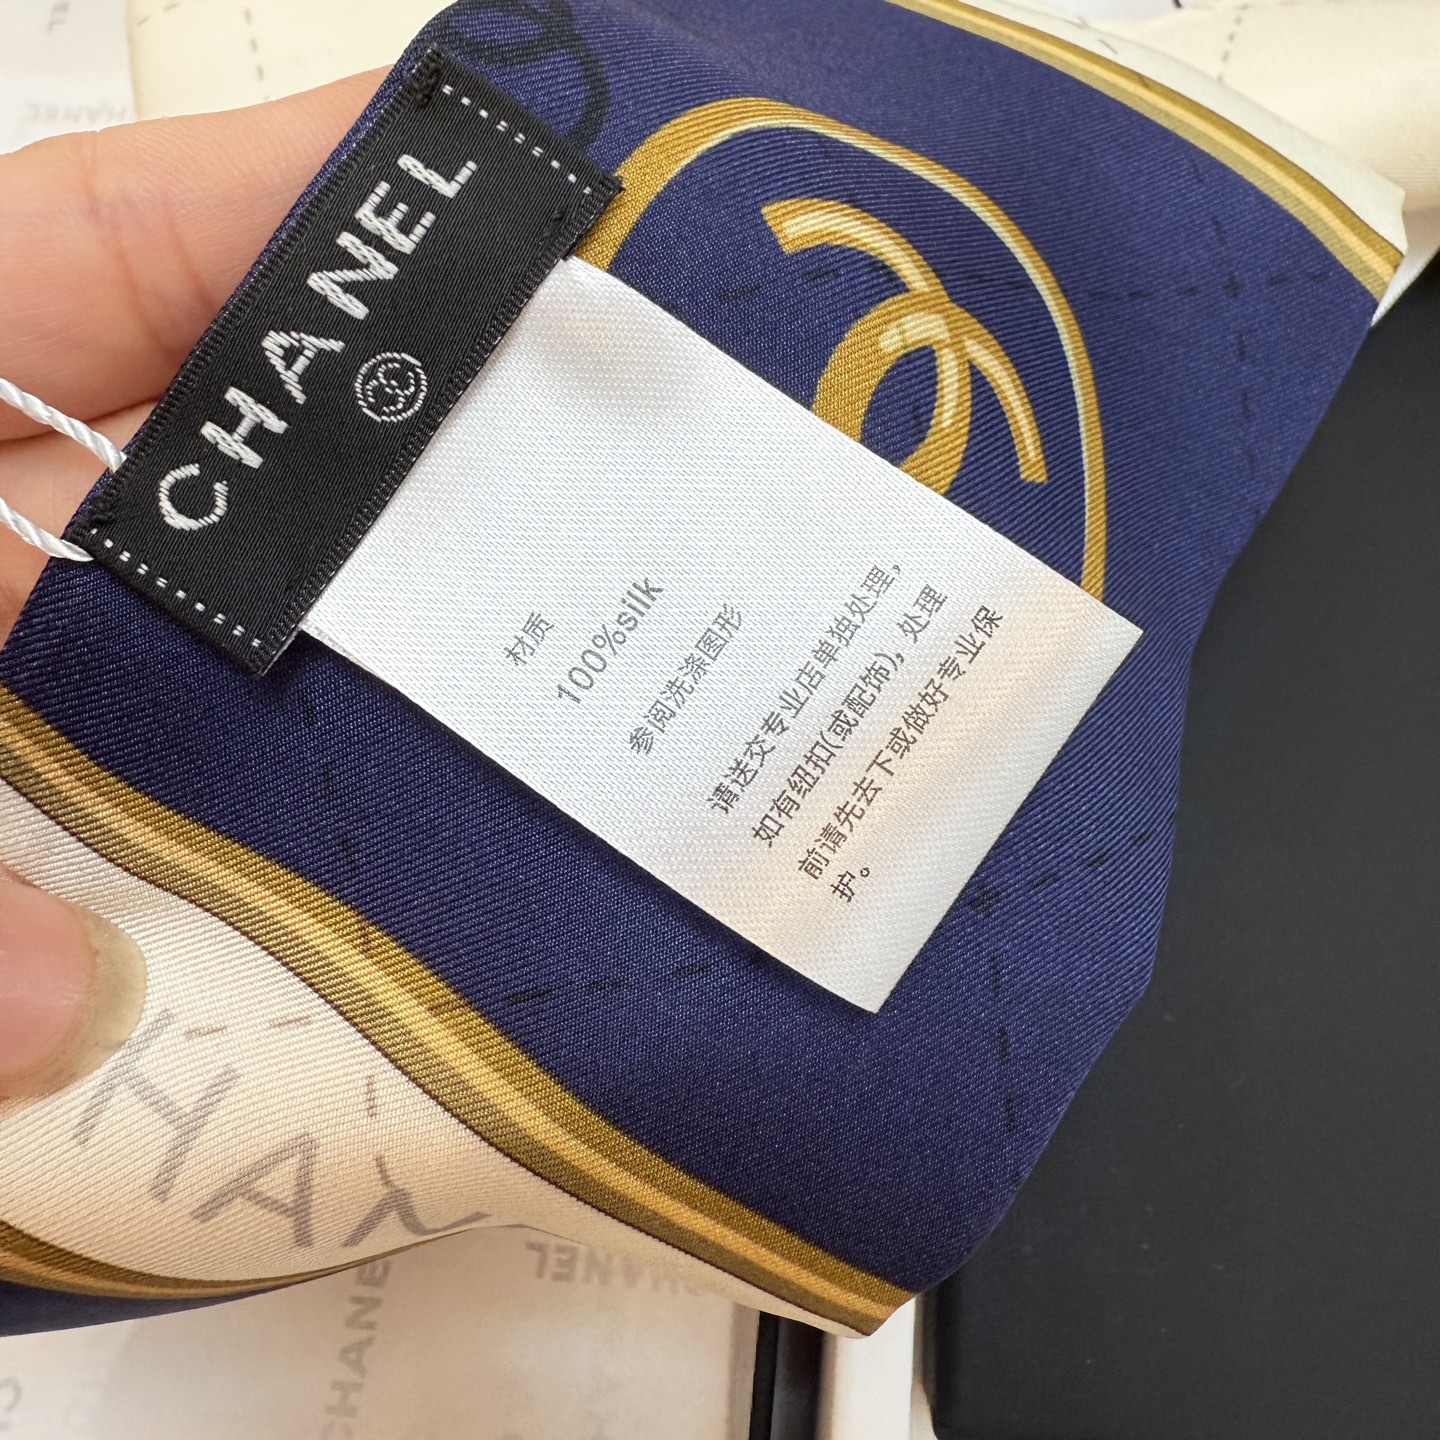 CHANEL
材质
100%silk
参阅洗涤图形
请送交专业店单独处理,
如有纽扣(或配饰), 处理
前请先去下或做好专业保
护。
HAN
CHANEL
CHANEL
CHANEL